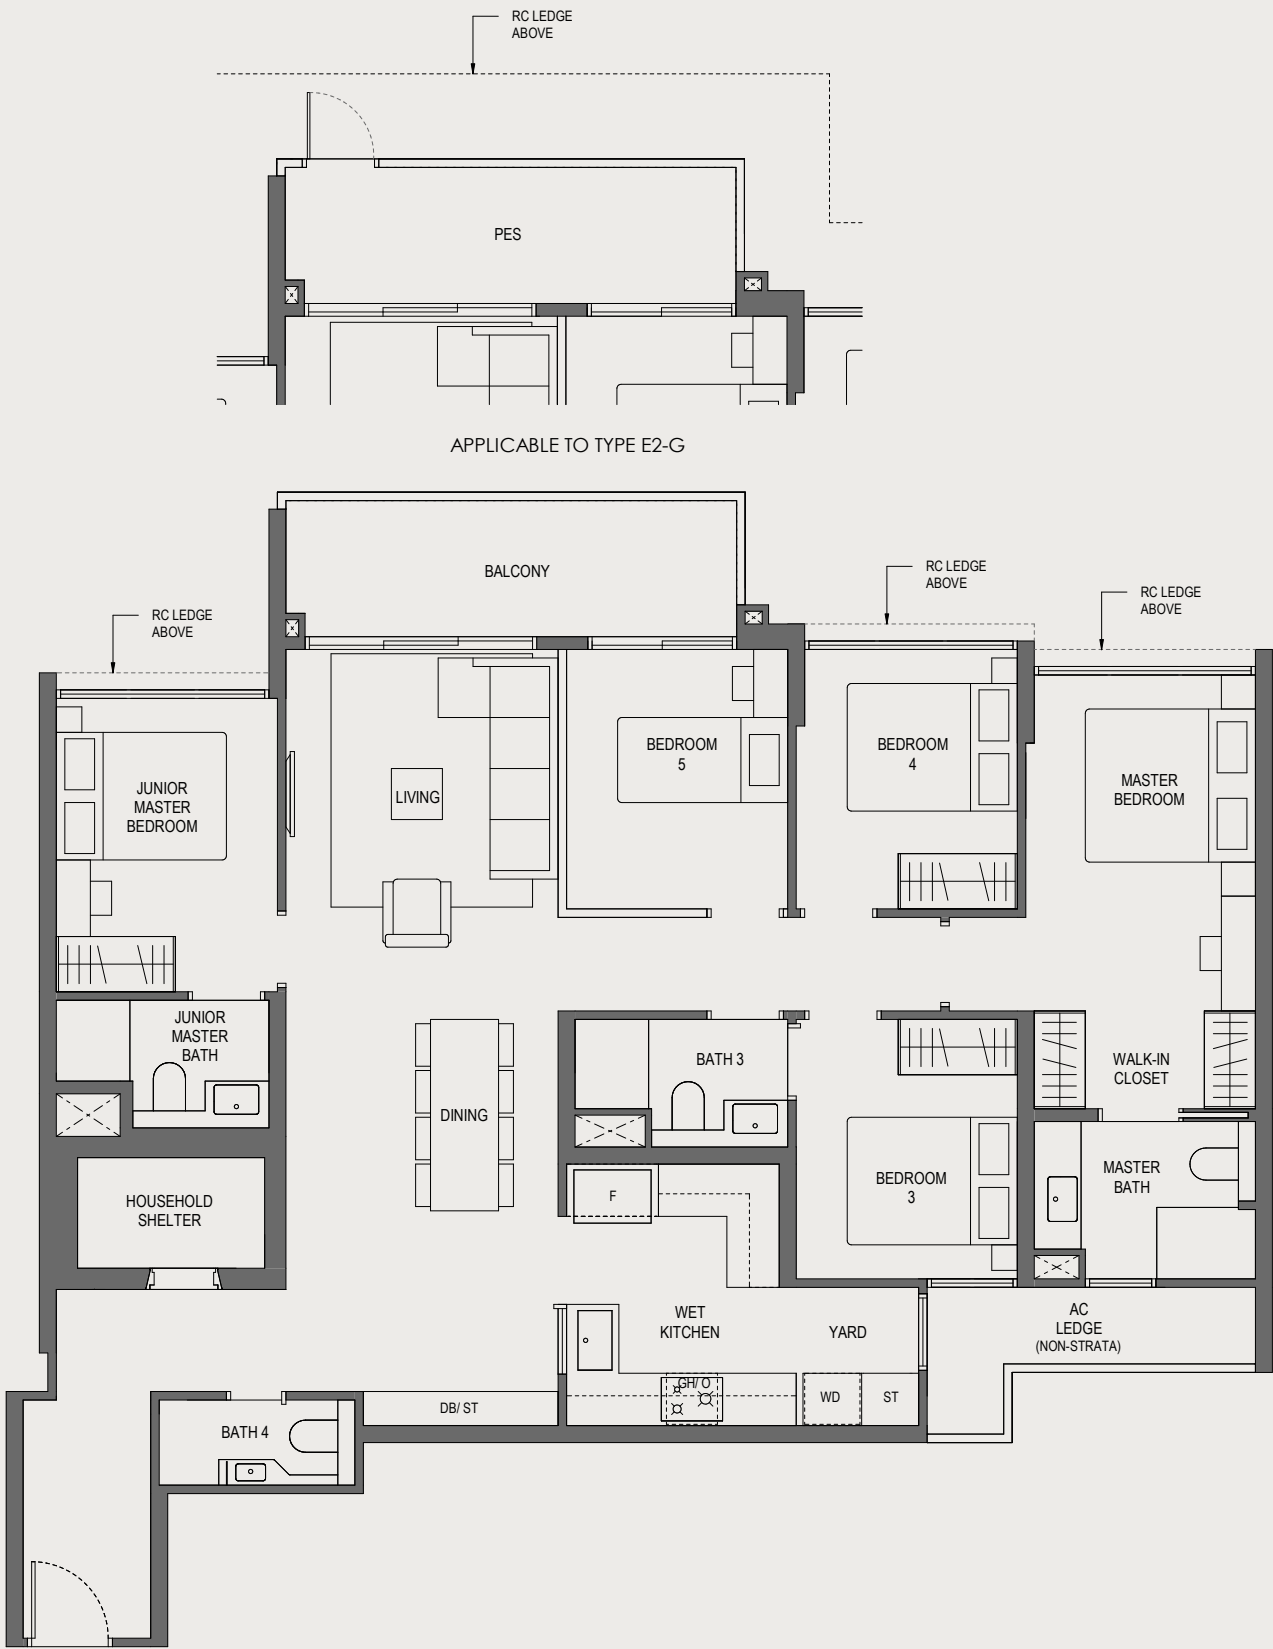 RC LEDGE
ABOVE
PES
APPLICABLE TO TYPE E2-G
BALCONY
RC LEDGE
ABOVE
RC LEDGE
ABOVE
RC LEDGE
ABOVE
BEDROOM
5
BEDROOM
4
MASTER
BEDROOM
JUNIOR
MASTER
BEDROOM
LIVING
JUNIOR
MASTER
BATH
BATH 3
WALK-IN
CLOSET
DINING
MASTER
BATH
BEDROOM
3
HOUSEHOLD
SHELTER
F
WET
KITCHEN
YARD
AC
LEDGE
(NON-STRATA)
GH/ O
WD
ST
DB/ ST
BATH 4